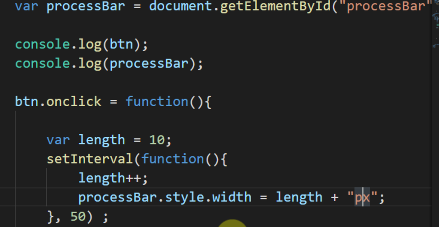 var processBar = document.getElementById("processBar"
console.log(btn);
console.log(processBar);
btn.onclick = function(){
var length = 10;
setInterval(function(){
length++;
processBar.style.width = length + "px";
}, 50) ;